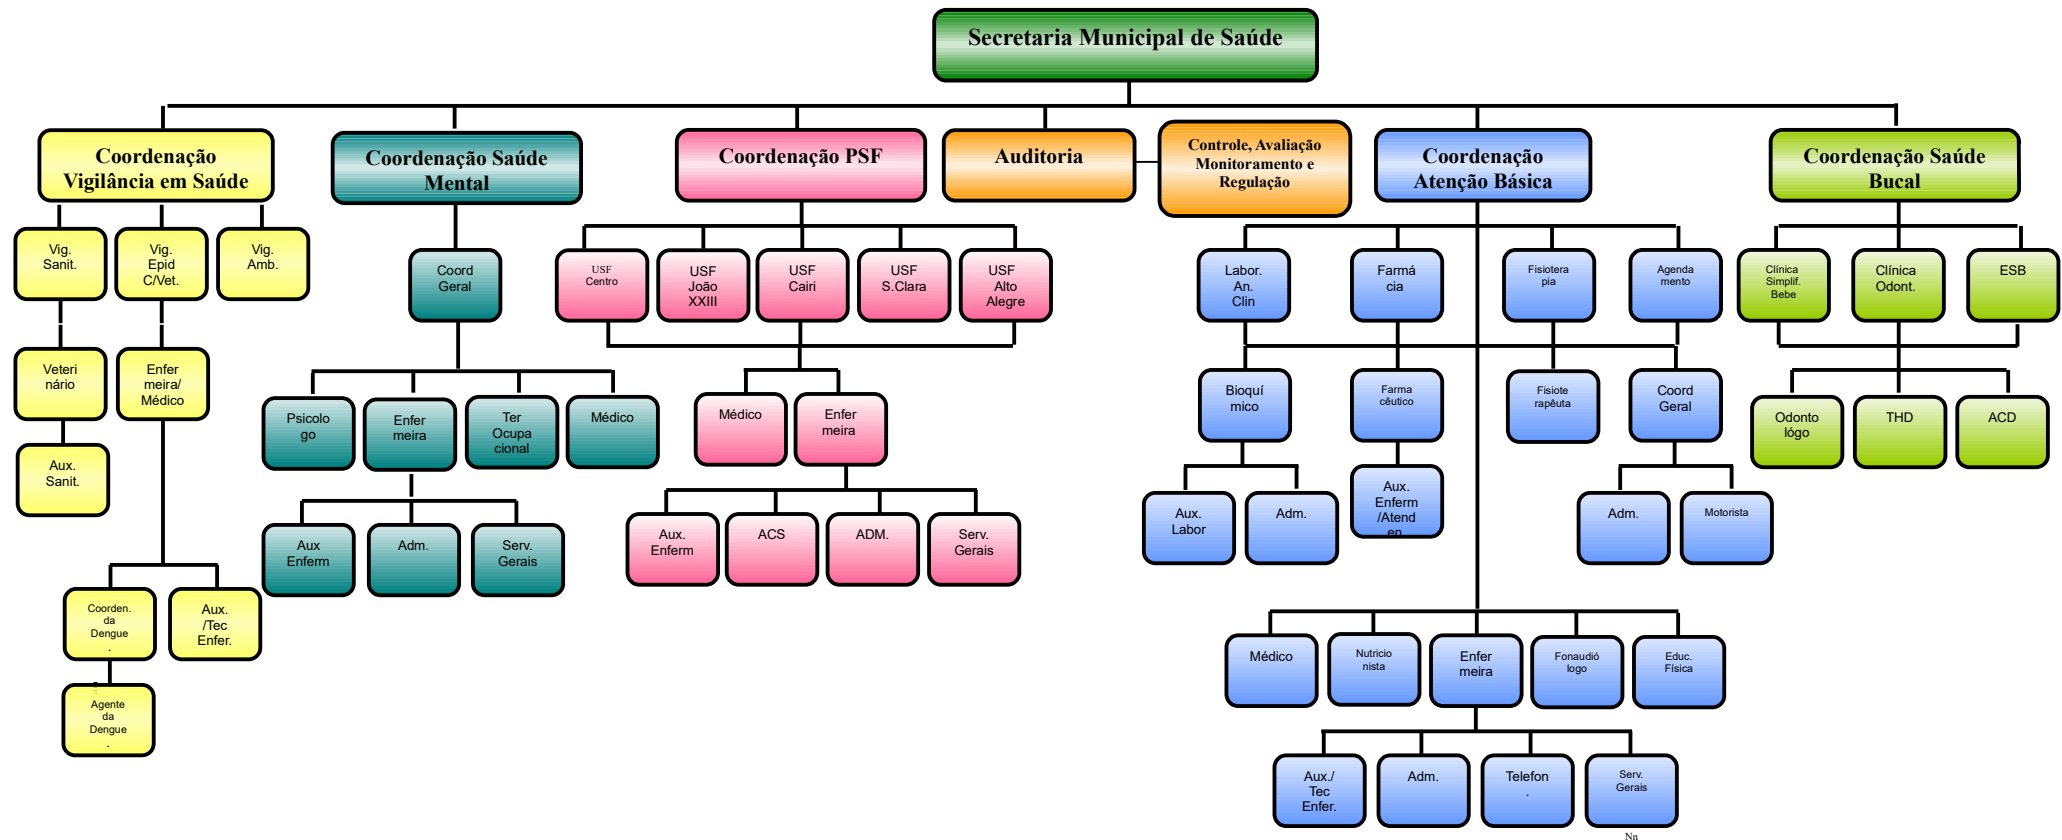 Secretaria Municipal de Saúde
Coordenação
Vigilância em Saúde
Coordenação Saúde
Mental
Coordenação PSF
Auditoria
Controle, Avaliação
Monitoramento e
Regulação
Coordenação
Atenção Básica
Coordenação Saúde
Bucal
Vig.
Sanit.
Vig.
Epid
C/Vet.
Vig.
Amb.
Coord
Geral
USF
Centro
USF
João
XXIII
USF
Cairi
USF
S.Clara
USF
Alto
Alegre
Labor.
An.
Clin
Farmá
cia
Fisiotera
pia
Agenda
mento
Clínica
Simplif.
Bebe
Clínica
Odont.
ESB
Veteri
nário
Enfer
meira/
Médico
Psicolo
go
Enfer
meira
Ter
Ocupa
cional
Médico
Médico
Enfer
meira
Bioquí
mico
Farma
cêutico
Fisiote
rapêuta
Coord
Geral
Odonto
lógo
THD
ACD
Aux.
Sanit.
Aux
Enferm
Adm.
Serv.
Gerais
Aux.
Enferm
ACS
ADM.
Serv.
Gerais
Aux.
Labor
Adm.
Aux.
Enferm
/Atend
en
Adm.
Motorista
Coorden.
da
Dengue
.
Aux.
/Tec
Enfer.
Agente
da
Dengue
.
Médico
Nutricio
nista
Enfer
meira
Fonaudió
logo
Educ.
Física
Aux./
Tec
Enfer.
Adm.
Telefon
.
Serv.
Gerais
Nn